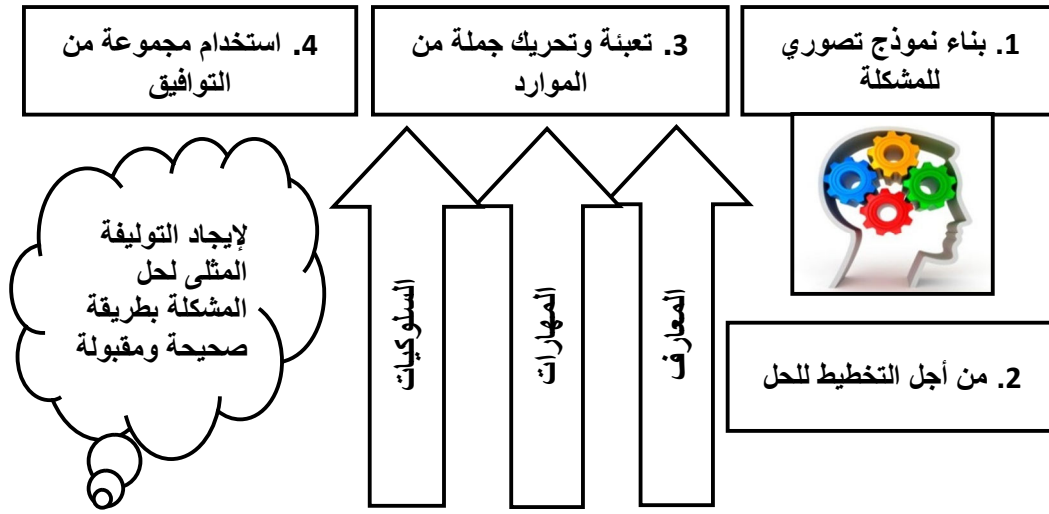 1. بناء نموذج تصوري
للمشكلة
2. من أجل التخطيط للحل
3. تعبئة وتحريك جملة من
الموارد
المعارف
المهارات
السلوكيات
4. استخدام مجموعة من
التوافيق
لإيجاد التوليفة
المثلى لحل
المشكلة بطريقة
صحيحة ومقبولة